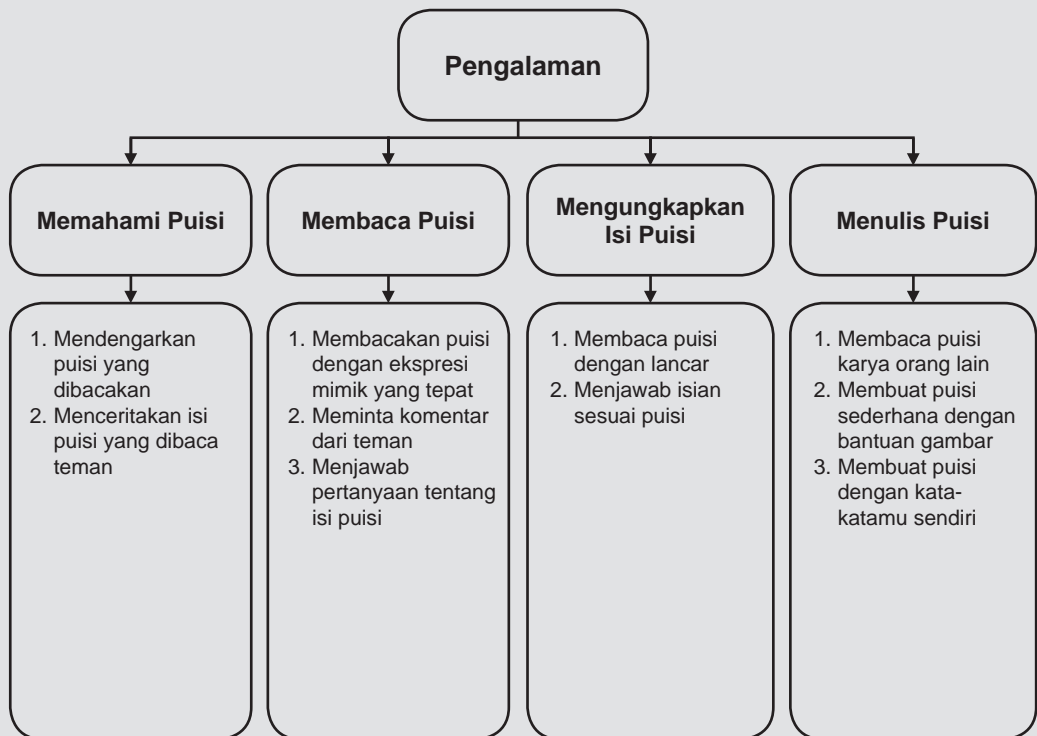 Pengalaman
Memahami Puisi
Membaca Puisi
Mengungkapkan
Isi Puisi
Menulis Puisi
1. Mendengarkan
puisi yang
dibacakan
2. Menceritakan isi
puisi yang dibaca
teman
1. Membacakan puisi
dengan ekspresi
mimik yang tepat
2. Meminta komentar
dari teman
3. Menjawab
pertanyaan tentang
isi puisi
1. Membaca puisi
dengan lancar
2. Menjawab isian
sesuai puisi
1. Membaca puisi
karya orang lain
2. Membuat puisi
sederhana dengan
bantuan gambar
3. Membuat puisi
dengan kata-
katamu sendiri